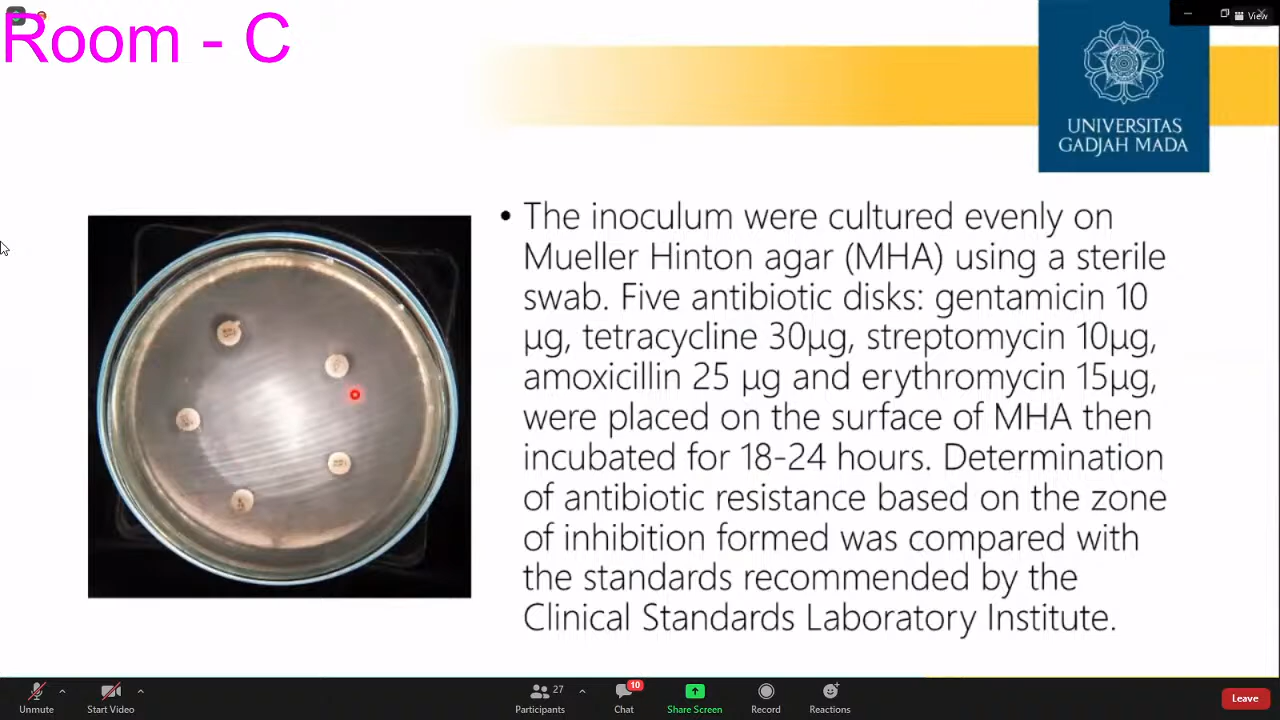 Room - C
View
UNIVERSITAS
GADJAH MADA
• The inoculum were cultured evenly on
Mueller Hinton agar (MHA) using a sterile
swab. Five antibiotic disks: gentamicin 10
µg, tetracycline 30µg, streptomycin 10µg,
amoxicillin 25 µg and erythromycin 15µg,
were placed on the surface of MHA then
incubated for 18-24 hours. Determination
of antibiotic resistance based on the zone
of inhibition formed was compared with
the standards recommended by the
Clinical Standards Laboratory Institute.
Unmute
Start Video
27
Participants
10
Chat
Share Screen
Record
Reactions
Leave